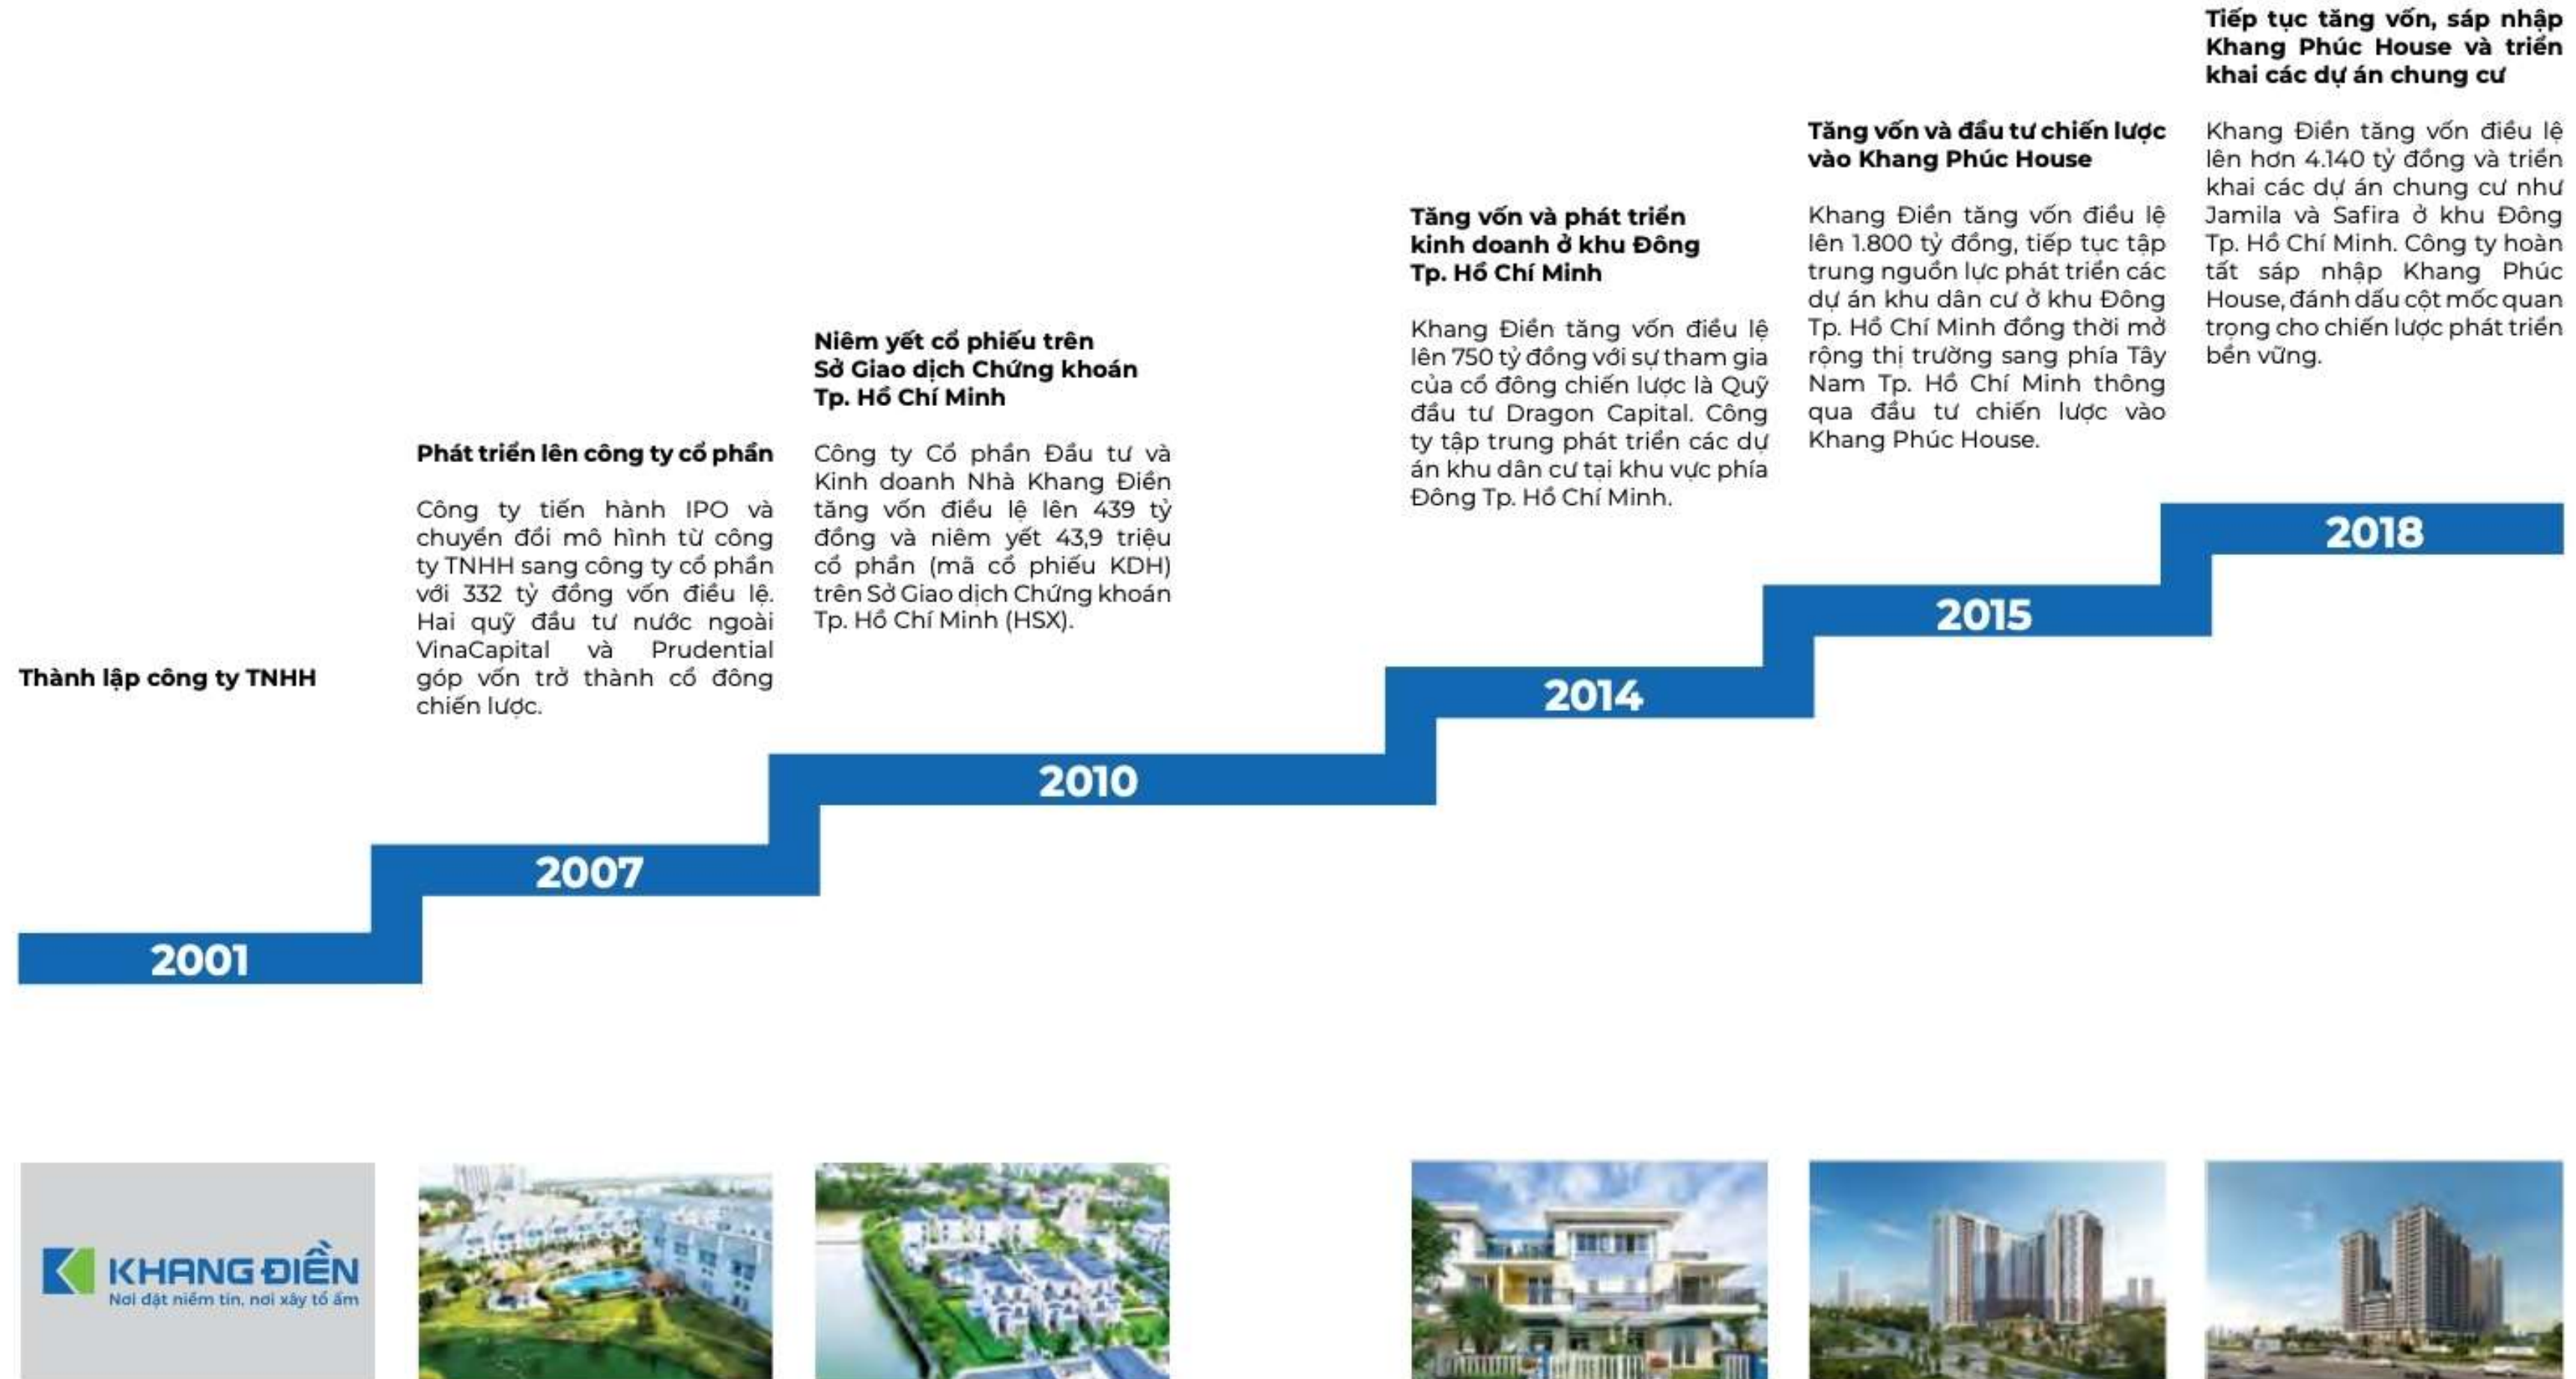 Thành lập công ty TNHH
2001
Phát triển lên công ty cổ phần
Công ty tiến hành IPO và
chuyển đổi mô hình từ công
ty TNHH sang công ty cổ phần
với 332 tỷ đồng vốn điều lệ.
Hai quỹ đầu tư nước ngoài
VinaCapital và Prudential
góp vốn trở thành cổ đông
chiến lược.
2007
Niêm yết cổ phiếu trên
Sở Giao dịch Chứng khoán
Tp. Hồ Chí Minh
Công ty Cổ phần Đầu tư và
Kinh doanh Nhà Khang Điền
tăng vốn điều lệ lên 439 tỷ
đồng và niêm yết 43,9 triệu
cổ phần (mã cổ phiếu KDH)
trên Sở Giao dịch Chứng khoán
Tp. Hồ Chí Minh (HSX).
2010
Tăng vốn và phát triển
kinh doanh ở khu Đông
Tp. Hồ Chí Minh
Khang Điền tăng vốn điều lệ
lên 750 tỷ đồng với sự tham gia
của cổ đông chiến lược là Quỹ
đầu tư Dragon Capital. Công
ty tập trung phát triển các dự
án khu dân cư tại khu vực phía
Đông Tp. Hồ Chí Minh.
2014
Tăng vốn và đầu tư chiến lược
vào Khang Phúc House
Khang Điền tăng vốn điều lệ
lên 1.800 tỷ đồng, tiếp tục tập
trung nguồn lực phát triển các
dự án khu dân cư ở khu Đông
Tp. Hồ Chí Minh đồng thời mở
rộng thị trường sang phía Tây
Nam Tp. Hồ Chí Minh thông
qua đầu tư chiến lược vào
Khang Phúc House.
2015
Tiếp tục tăng vốn, sáp nhập
Khang Phúc House và triển
khai các dự án chung cư
Khang Điền tăng vốn điều lệ
lên hơn 4.140 tỷ đồng và triển
khai các dự án chung cư như
Jamila và Safira ở khu Đông
Tp. Hồ Chí Minh. Công ty hoàn
tất sáp nhập Khang Phúc
House, đánh dấu cột mốc quan
trọng cho chiến lược phát triển
bền vững.
2018
KHANG ĐIỀN
Nơi đặt niềm tin, nơi xây tổ ấm